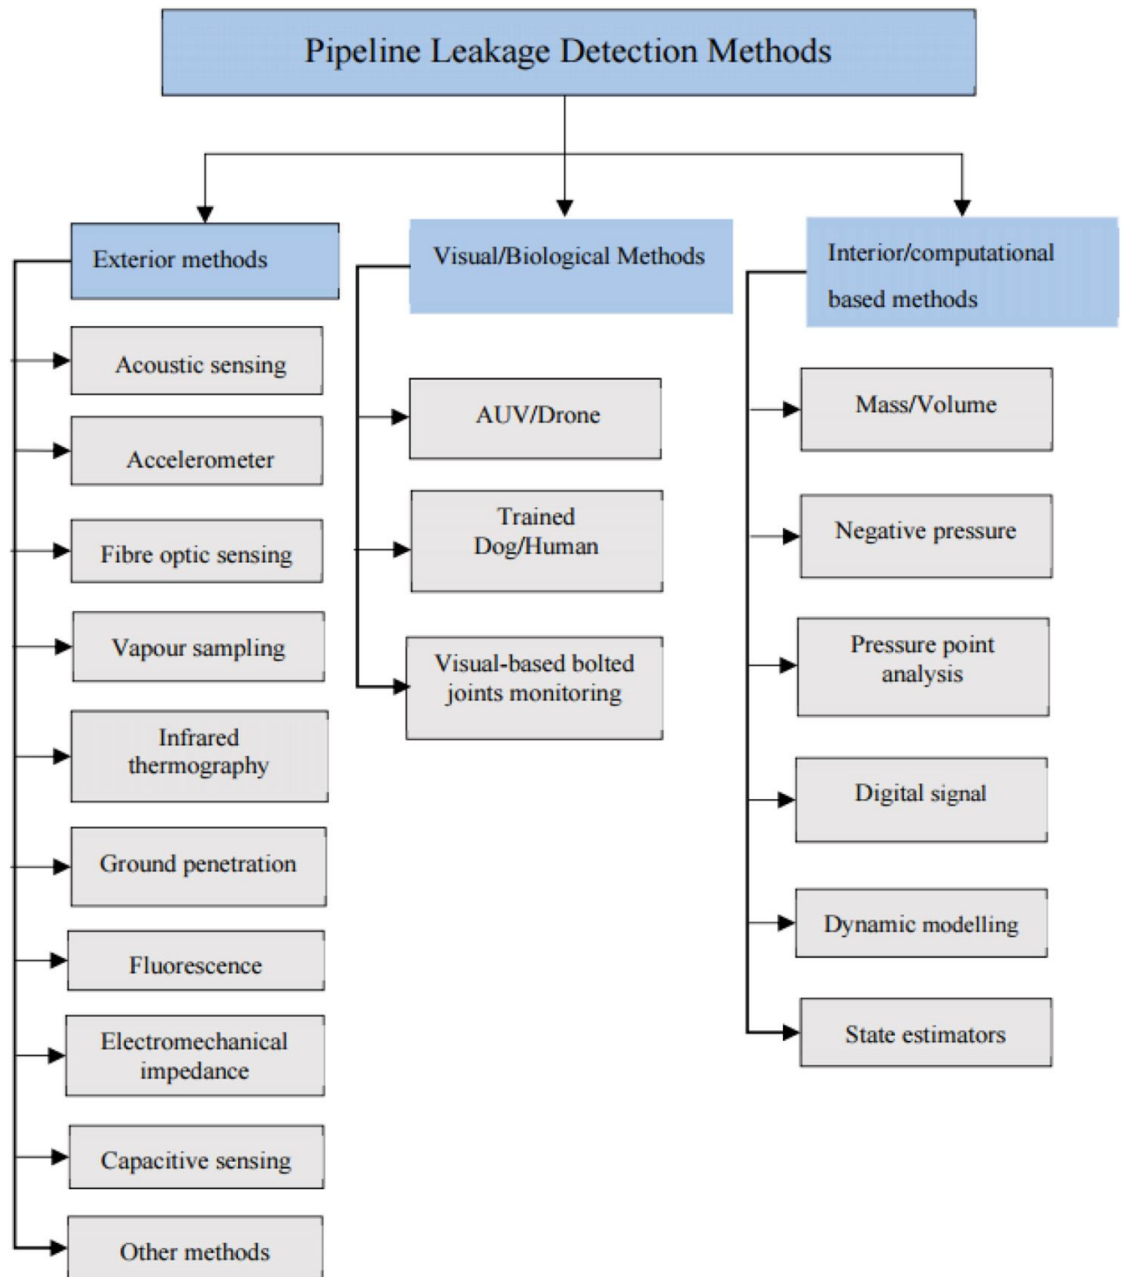 Pipeline Leakage Detection Methods
Exterior methods
Acoustic sensing
Accelerometer
Fibre optic sensing
Vapour sampling
Infrared
thermography
Ground penetration
Fluorescence
Electromechanical
impedance
Capacitive sensing
Other methods
Visual/Biological Methods
AUV/Drone
Trained
Dog/Human
Visual-based bolted
joints monitoring
Interior/computational
based methods
Mass/Volume
Negative pressure
Pressure point
analysis
Digital signal
Dynamic modelling
State estimators